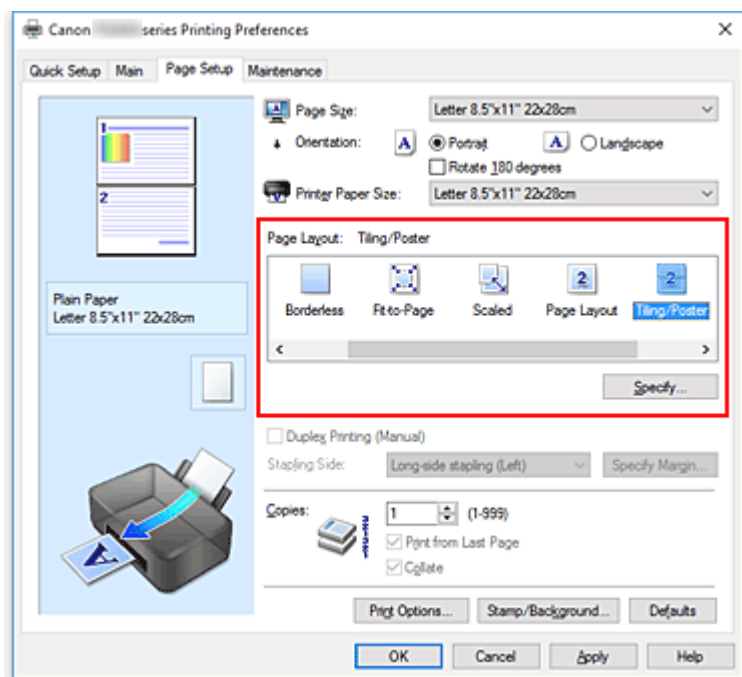 Canon series Printing Preferences
Quick Setup Main Page Setup Maintenance
1
2
Plain Paper
Letter 8.5"x11" 22x28cm
Page Size: Letter 8.5"x11" 22x28cm
Orientation: A Portrait A Landscape
Rotate 180 degrees
Printer Paper Size: Letter 8.5"x11" 22x28cm
Page Layout: Tiling/Poster
2 2
Borderless Fit-to-Page Scaled Page Layout Tiling/Poster
Specify...
Duplex Printing (Manual)
Stapling Side: Long-side stapling (Left) Specify Margin...
Copies: 1 (1-999)
Print from Last Page
Collate
A
Print Options... Stamp/Background... Defaults
OK Cancel Apply Help